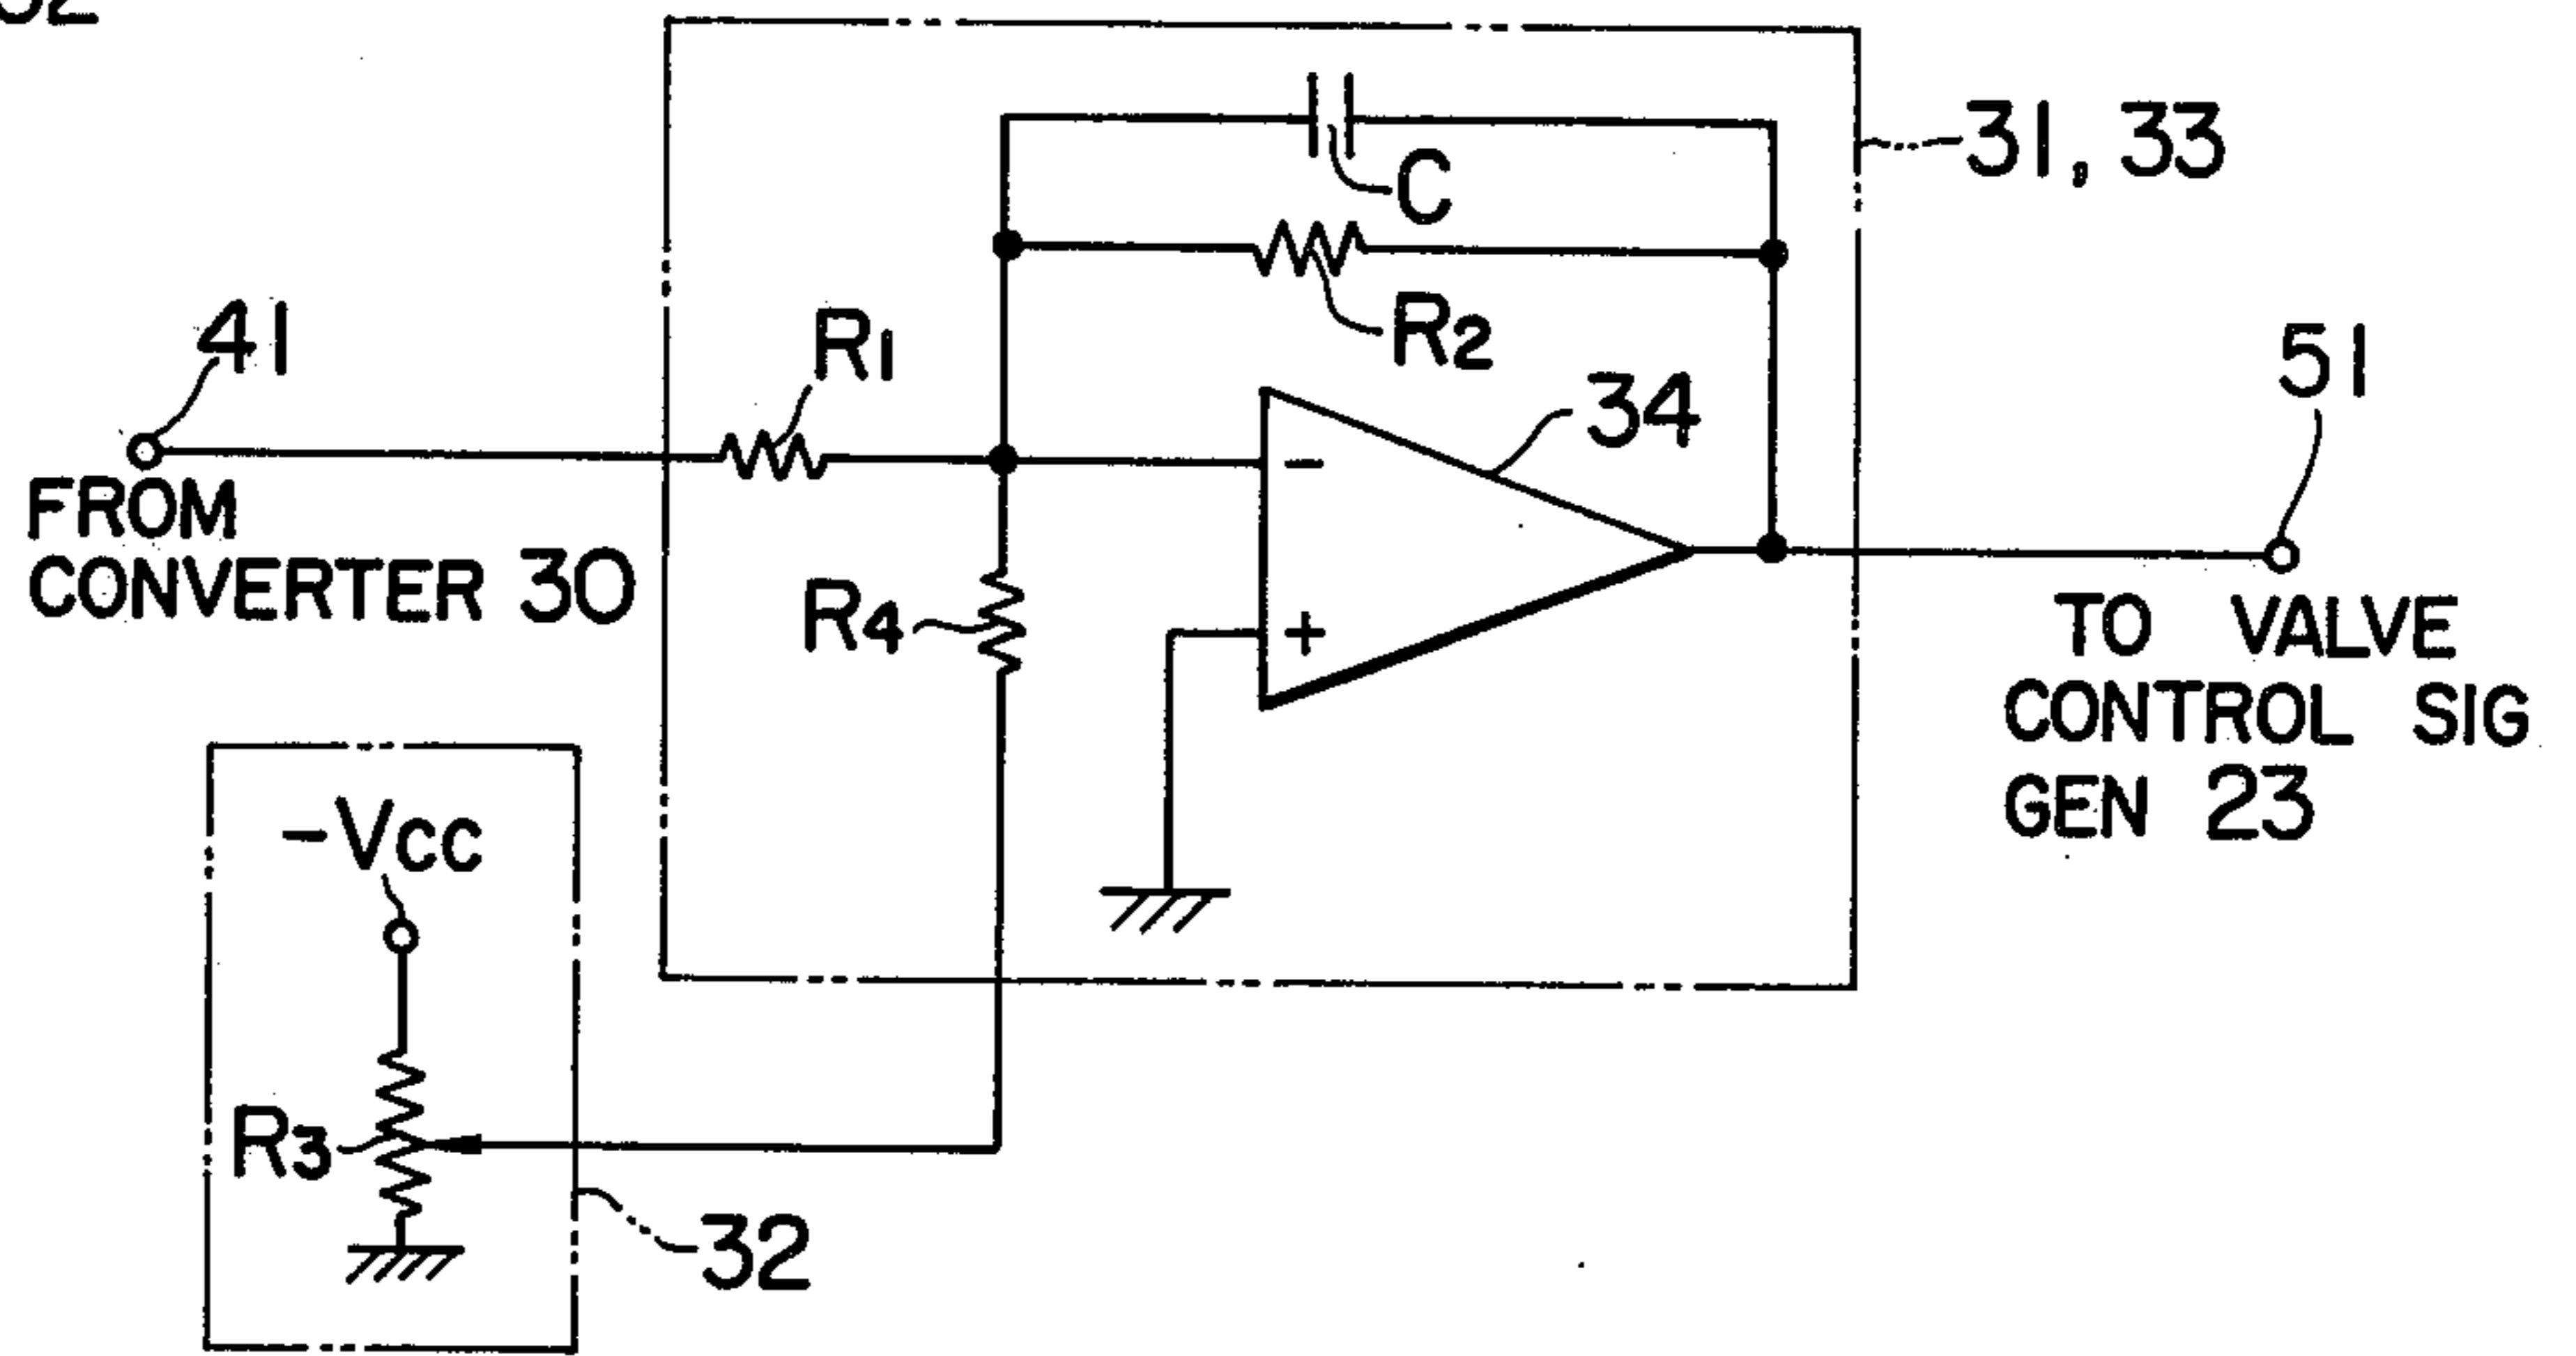 C
31, 33
R2
41
R1
34
51
FROM
CONVERTER 30
-
R4
+
TO VALVE
CONTROL SIG
GEN 23
-Vcc
R3
32